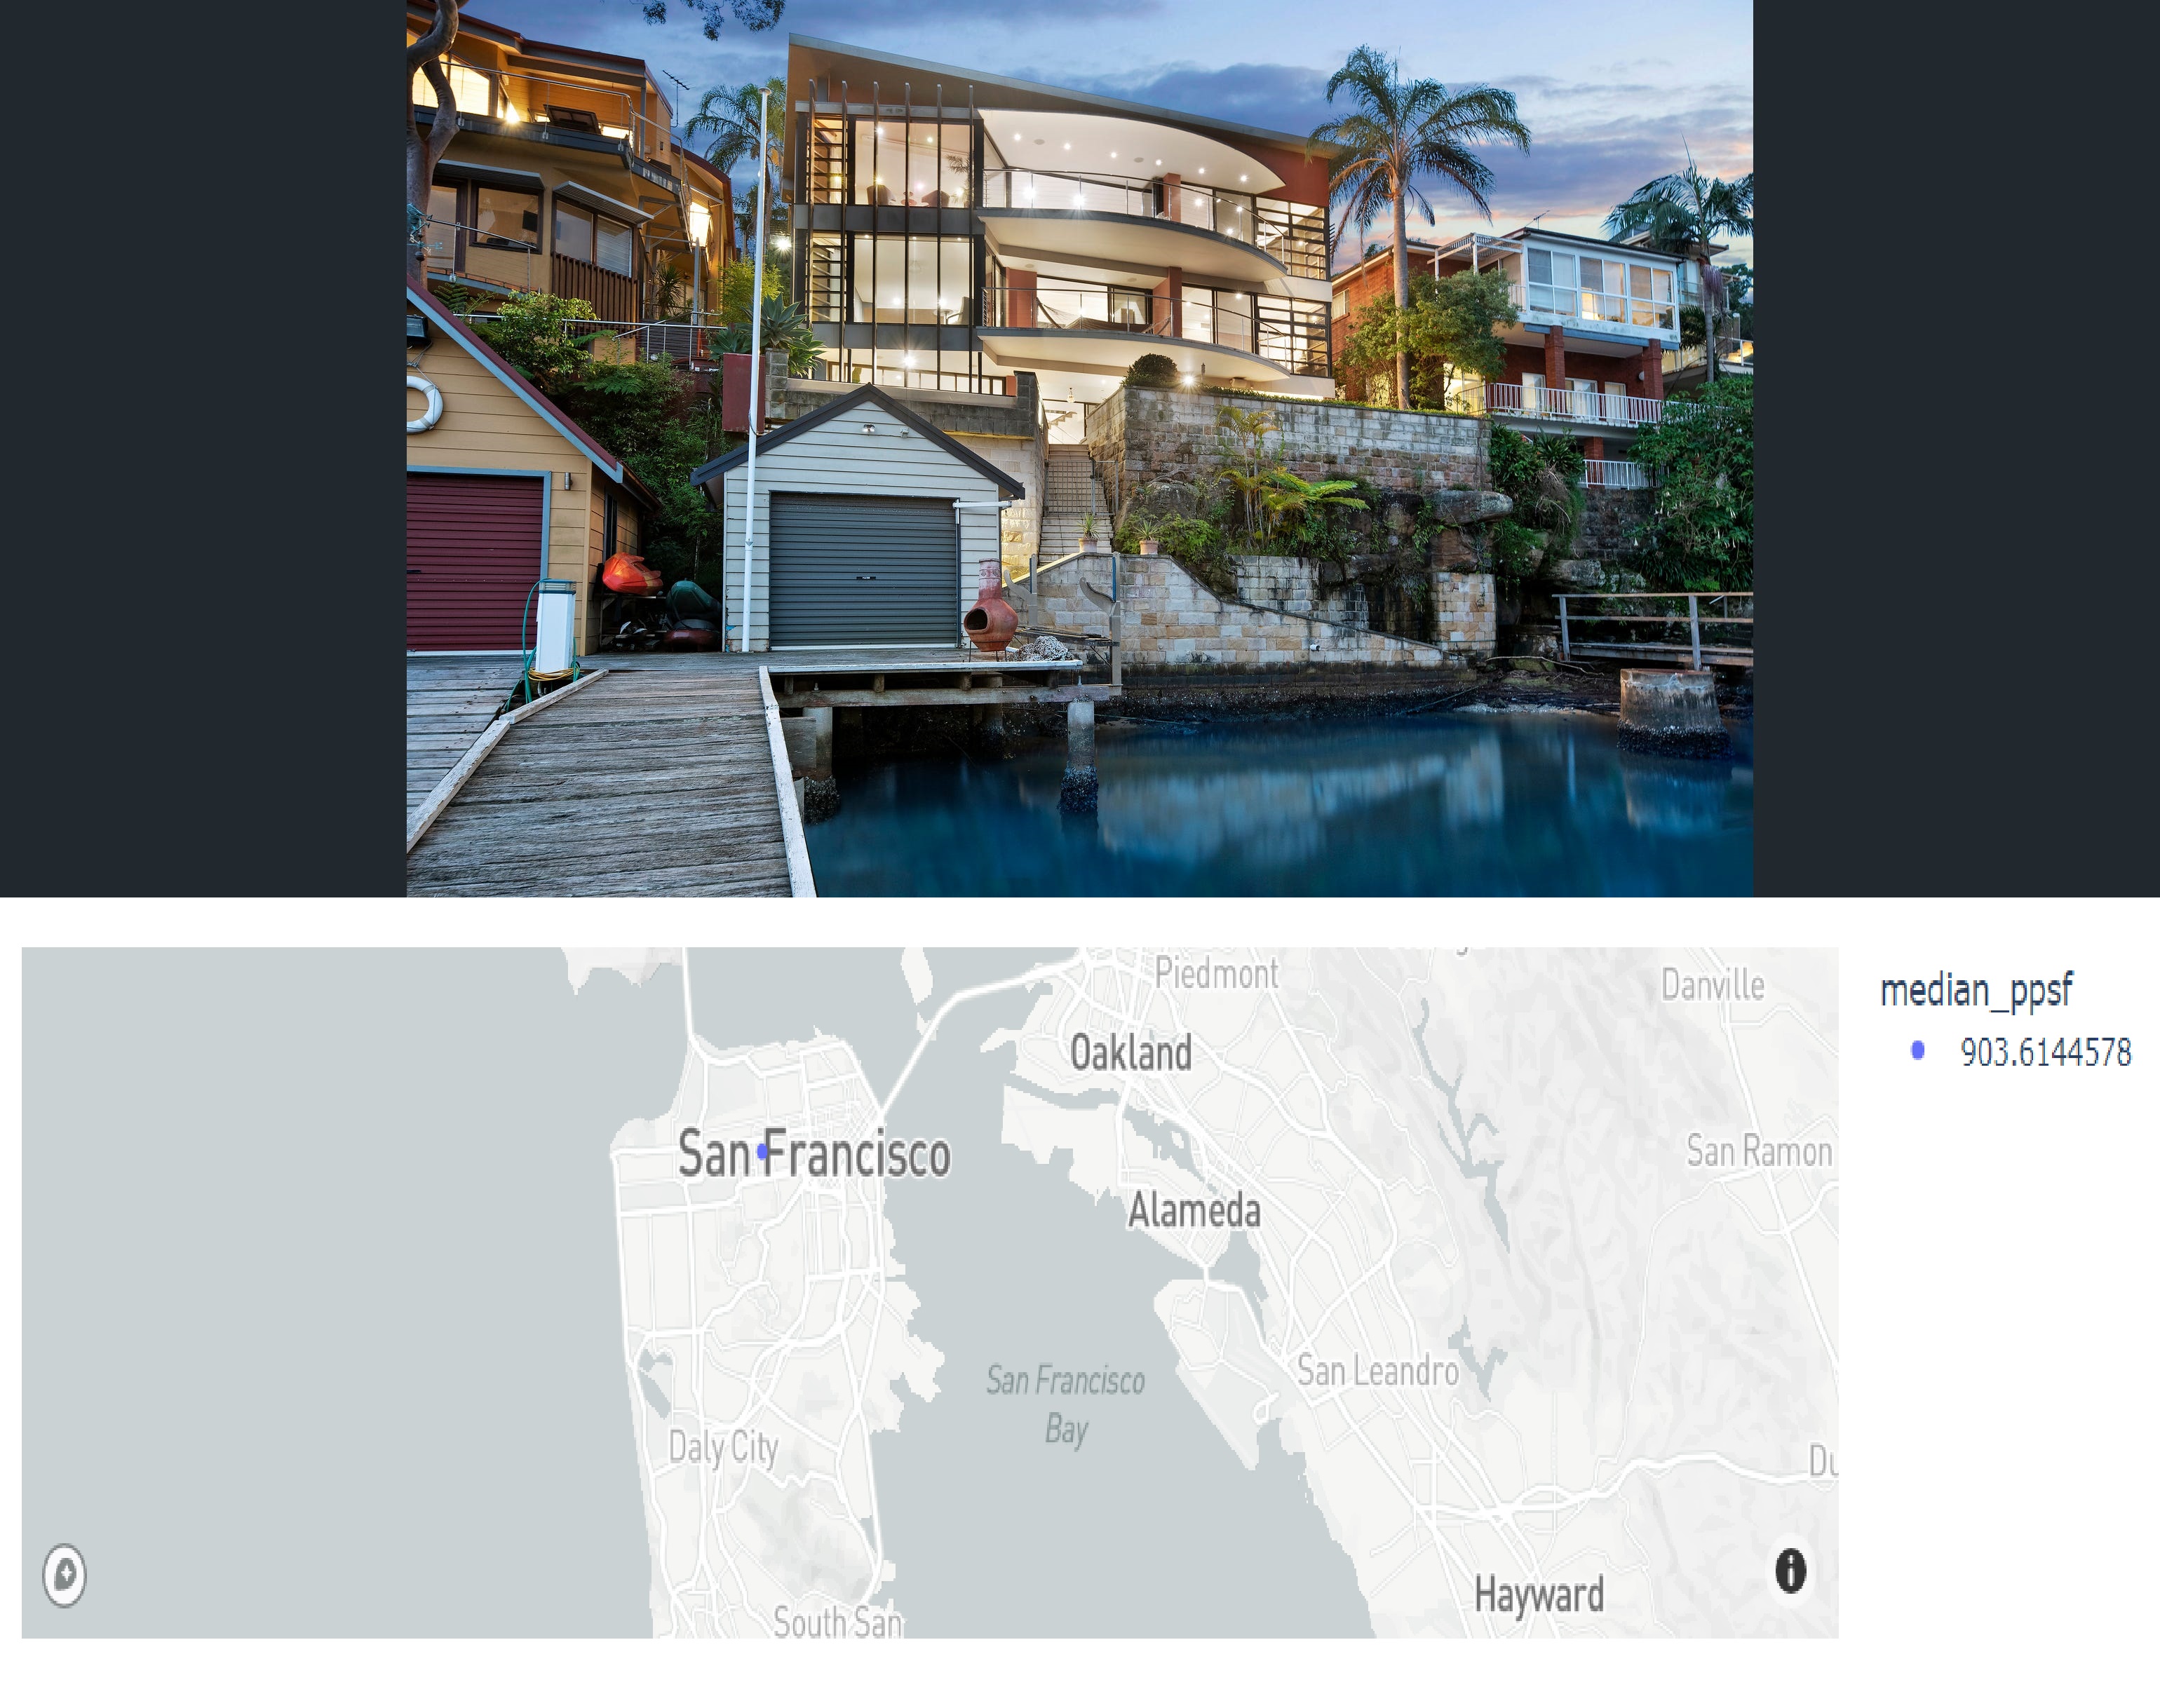 Piedmont
Danville
median_ppsf
Oakland
903.6144578
San Francisco
San Ramon
Alameda
San Leandro
San Francisco
Bay
Daly City
Hayward
South San